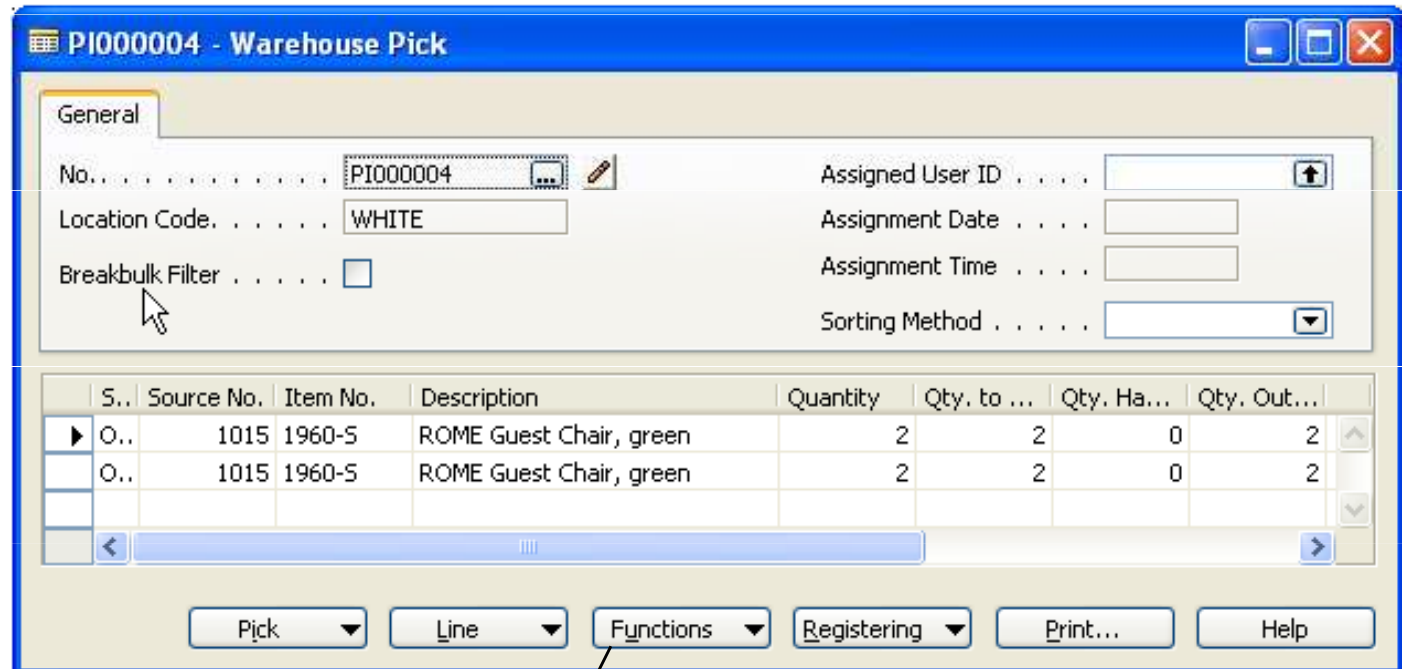 PI000004 - Warehouse Pick
General
No.. . . . . . . . . . . PI000004 ... Assigned User ID . . . .
Location Code. . . . . . WHITE Assignment Date . . . .
Breakbulk Filter . . . . . Assignment Time . . . .
Sorting Method . . . . .
S.. Source No. Item No. Description Quantity Qty. to ... Qty. Ha... Qty. Out...
O.. 1015 1960-S ROME Guest Chair, green 2 2 0 2
O.. 1015 1960-S ROME Guest Chair, green 2 2 0 2
Pick Line Functions Registering Print... Help